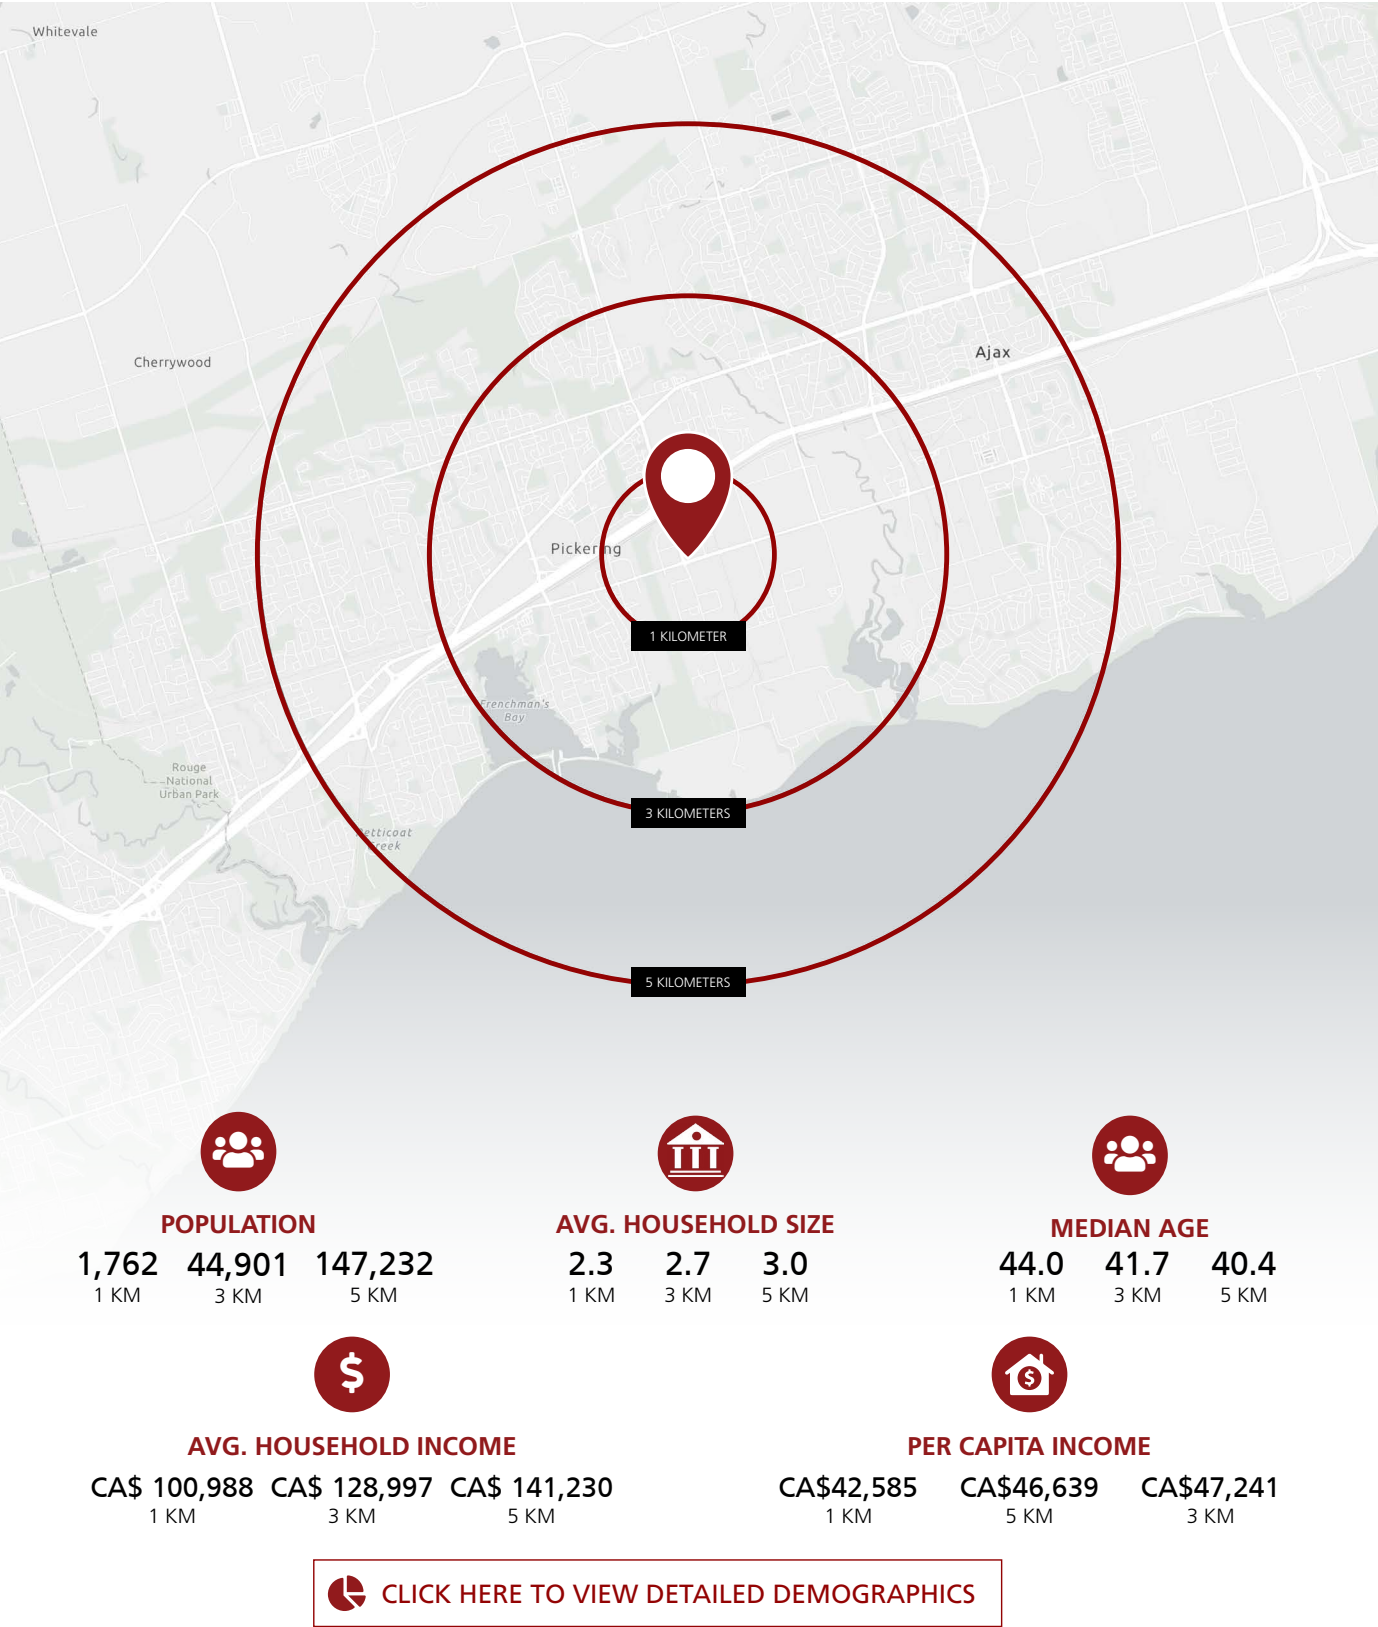 Whitevale
Cherrywood
Ajax
Pickering
1 KILOMETER
Frenchman's
Bay
Rouge
National
Urban Park
3 KILOMETERS
Petticoat
Creek
5 KILOMETERS
POPULATION
1,762 44,901 147,232
1 KM 3 KM 5 KM
AVG. HOUSEHOLD SIZE
2.3 2.7 3.0
1 KM 3 KM 5 KM
MEDIAN AGE
44.0 41.7 40.4
1 KM 3 KM 5 KM
$
AVG. HOUSEHOLD INCOME
CA$ 100,988 CA$ 128,997 CA$ 141,230
1 KM 3 KM 5 KM
$
PER CAPITA INCOME
CA$42,585 CA$46,639 CA$47,241
1 KM 5 KM 3 KM
CLICK HERE TO VIEW DETAILED DEMOGRAPHICS